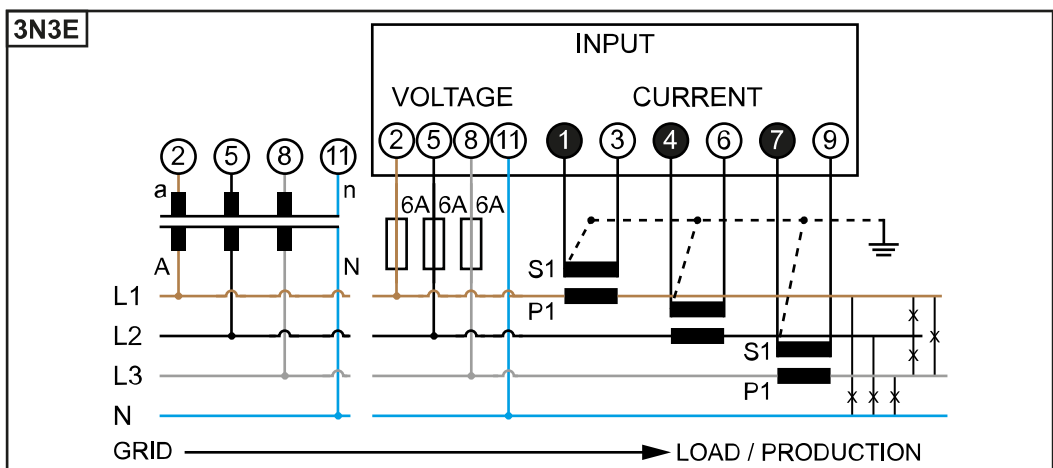 3N3E
INPUT
VOLTAGE CURRENT
2 5 8 11 1 3 4 6 7 9
2 5 8 11
a n
6A 6A 6A
A N
S1
L1
P1
L2
S1
L3
P1
N
GRID LOAD / PRODUCTION